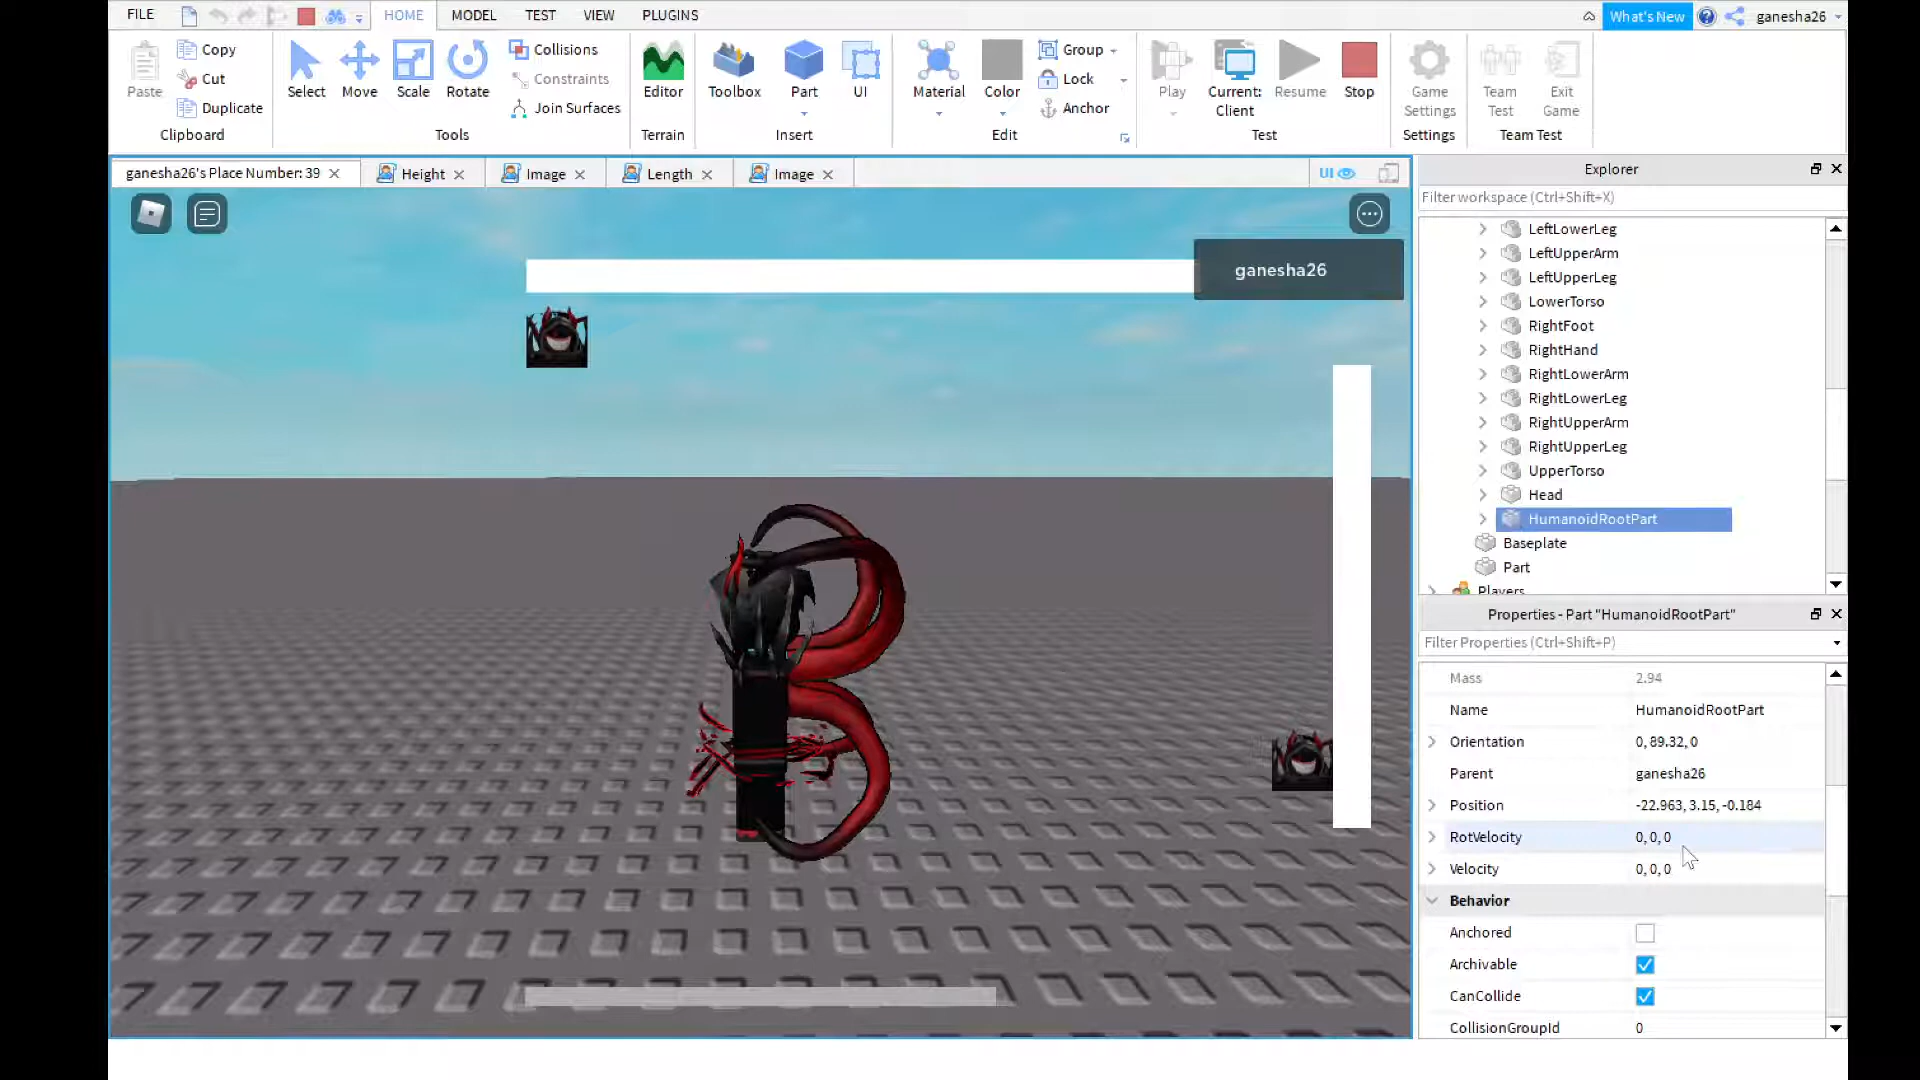 FILE
HOME
MODEL
TEST
VIEW
PLUGINS
What's New
ganesha26
Paste
Copy
Cut
Duplicate
Clipboard
Select
Move
Scale
Rotate
Collisions
Constraints
Join Surfaces
Tools
Editor
Terrain
Toolbox
Part
UI
Insert
Material
Color
Group
Lock
Anchor
Edit
Play
Current:
Client
Resume
Stop
Test
Game
Settings
Settings
Team
Test
Exit
Game
Team Test
ganesha26's Place Number: 39
Height
Image
Length
Image
UI
ganesha26
Explorer
Filter workspace (Ctrl+Shift+X)
LeftLowerLeg
LeftUpperArm
LeftUpperLeg
LowerTorso
RightFoot
RightHand
RightLowerArm
RightLowerLeg
RightUpperArm
RightUpperLeg
UpperTorso
Head
HumanoidRootPart
Baseplate
Part
Players
Properties - Part "HumanoidRootPart"
Filter Properties (Ctrl+Shift+P)
Mass 2.94
Name HumanoidRootPart
Orientation 0, 89.32, 0
Parent ganesha26
Position -22.963, 3.15, -0.184
RotVelocity 0, 0, 0
Velocity 0, 0, 0
Behavior
Anchored
Archivable
CanCollide
CollisionGroupId 0